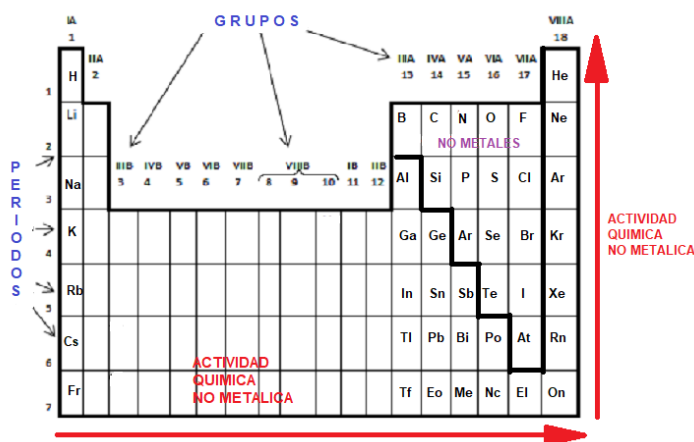 IA
1
GRUPOS
VIIIA
18
IIA
2
IIIA IVA VA VIA VIIA
13 14 15 16 17
H He
1
Li B C N O F Ne
2
NO METALES
IIIB IVB VB VIB VIIB VIIIB IB IIB
3 4 5 6 7 8 9 10 11 12
Na Al Si P S Cl Ar
3
PERIODOS
K Ga Ge Ar Se Br Kr
4
ACTIVIDAD
QUIMICA
NO METALICA
Rb In Sn Sb Te I Xe
5
Cs Tl Pb Bi Po At Rn
6
ACTIVIDAD
QUIMICA
NO METALICA
Fr Tf Eo Me Nc El On
7